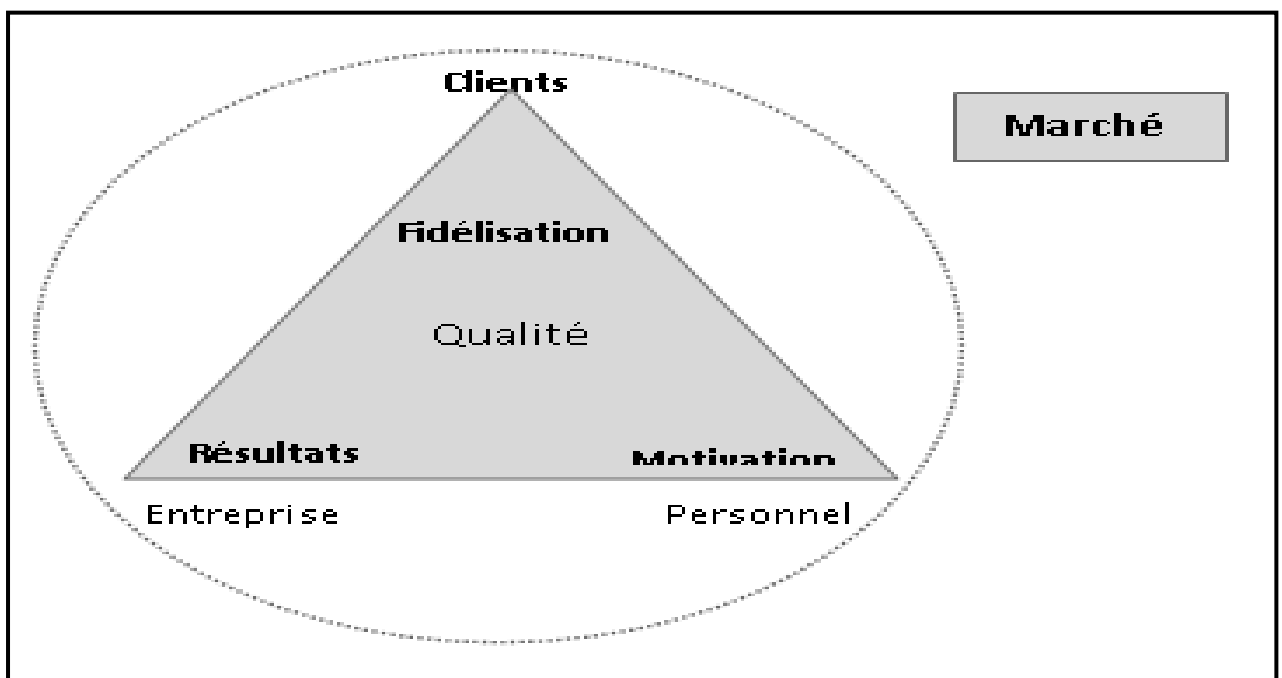 Clients
Marché
Fidélisation
Qualité
Résultats
Motivation
Entreprise
Personnel